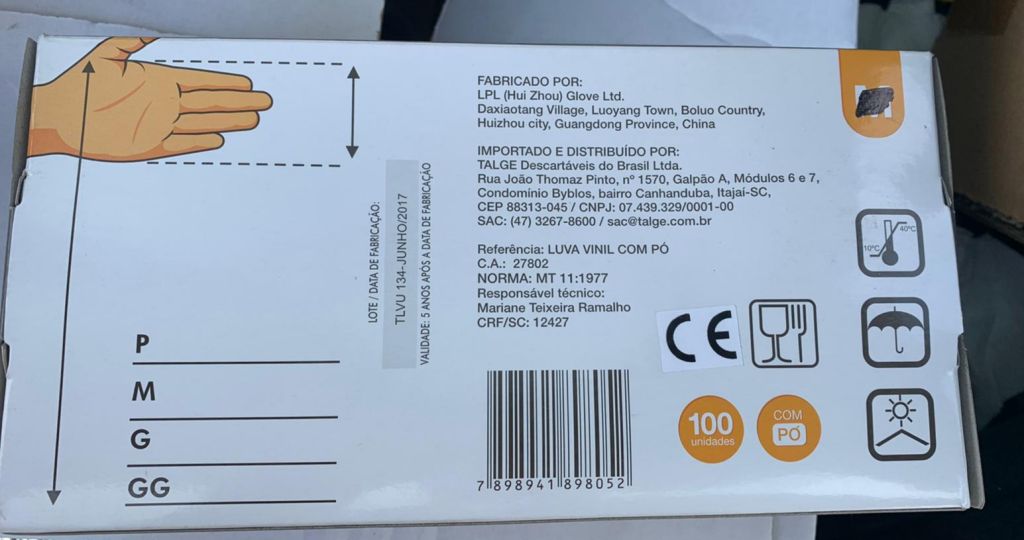 FABRICADO POR:
LPL (Hui Zhou) Glove Ltd.
Daxiaotang Village, Luoyang Town, Boluo Country,
Huizhou city, Guangdong Province, China
IMPORTADO E DISTRIBUÍDO POR:
TALGE Descartáveis do Brasil Ltda.
Rua João Thomaz Pinto, nº 1570, Galpão A, Módulos 6 e 7,
Condomínio Byblos, bairro Canhanduba, Itajaí-SC,
CEP 88313-045 / CNPJ: 07.439.329/0001-00
SAC: (47) 3267-8600 / sac@talge.com.br
Referência: LUVA VINIL COM PÓ
C.A.: 27802
NORMA: MT 11:1977
Responsável técnico:
Mariane Teixeira Ramalho
CRF/SC: 12427
LOTE / DATA DE FABRICAÇÃO:
TLVU 134-JUNHO/2017
VALIDADE: 5 ANOS APÓS A DATA DE FABRICAÇÃO
P
M
G
GG
CE
10ºC
40ºC
100
unidades
COM
PÓ
7 898941 898052